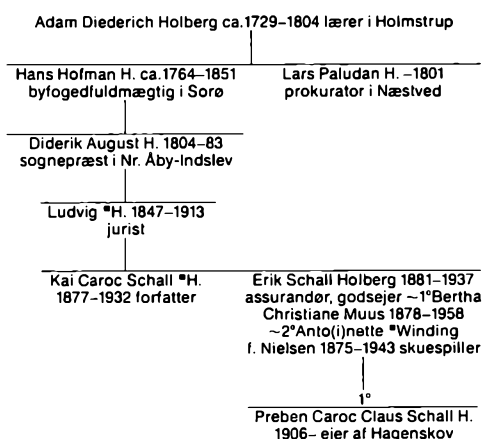 Adam Diederich Holberg ca.1729–1804 lærer i Holmstrup
Hans Hofman H. ca.1764–1851
byfogedfuldmægtig i Sorø
Lars Paludan H. –1801
prokurator i Næstved
Diderik August H. 1804–83
sognepræst i Nr. Åby-Indslev
Ludvig *H. 1847–1913
jurist
Kai Caroc Schall *H.
1877–1932 forfatter
Erik Schall Holberg 1881–1937
assurandør, godsejer ~1°Bertha
Christiane Muus 1878–1958
~2°Anto(i)nette *Winding
f. Nielsen 1875–1943 skuespiller
1°
Preben Caroc Claus Schall H.
1906– ejer af Hagenskov